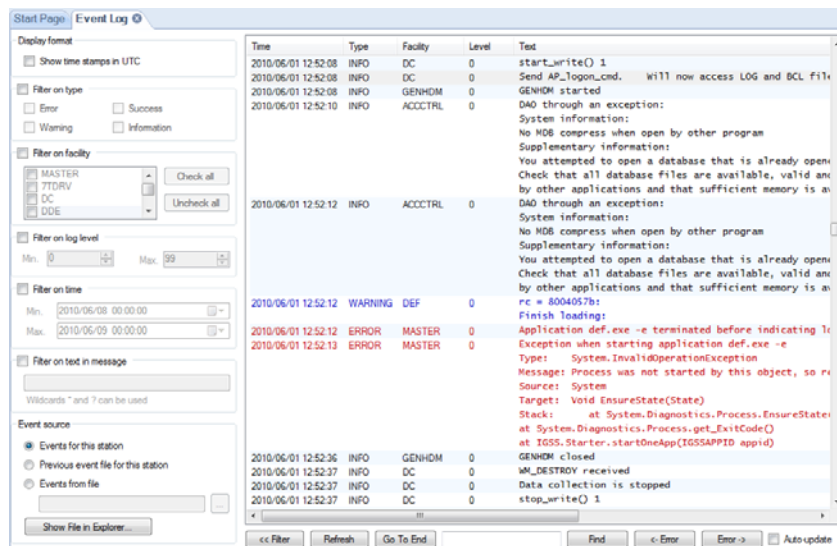 Start Page Event Log
Display format
Show time stamps in UTC
Filter on type
Error Success
Warning Information
Filter on facility
MASTER
7TDRV
DC
DDE
Check all
Uncheck all
Filter on log level
Min. 0 Max. 99
Filter on time
Min. 2010/06/08 00:00:00
Max. 2010/06/09 00:00:00
Filter on text in message
Wildcards * and ? can be used
Event source
Events for this station
Previous event file for this station
Events from file
...
Show File in Explorer...
Time Type Facility Level Text
2010/06/01 12:52:08 INFO DC 0 start_write() 1
2010/06/01 12:52:08 INFO DC 0 Send AP_logon_cmd. Will now access LOG and BCL file
2010/06/01 12:52:08 INFO GENHDM 0 GENHDM started
2010/06/01 12:52:10 INFO ACCCTRL 0 DAO through an exception:
System information:
No MDB compress when open by other program
Supplementary information:
You attempted to open a database that is already opene
Check that all database files are available, valid and
by other applications and that sufficient memory is av
2010/06/01 12:52:12 INFO ACCCTRL 0 DAO through an exception:
System information:
No MDB compress when open by other program
Supplementary information:
You attempted to open a database that is already opene
Check that all database files are available, valid and
by other applications and that sufficient memory is av
2010/06/01 12:52:12 WARNING DEF 0 rc = 8004057b:
Finish loading:
2010/06/01 12:52:12 ERROR MASTER 0 Application def.exe -e terminated before indicating lo
2010/06/01 12:52:13 ERROR MASTER 0 Exception when starting application def.exe -e
Type: System.InvalidOperationException
Message: Process was not started by this object, so re
Source: System
Target: Void EnsureState(State)
Stack: at System.Diagnostics.Process.EnsureState
at System.Diagnostics.Process.get_ExitCode()
at IGSS.Starter.startOneApp(IGSSAPPID appid)
2010/06/01 12:52:36 INFO GENHDM 0 GENHDM closed
2010/06/01 12:52:37 INFO DC 0 WM_DESTROY received
2010/06/01 12:52:37 INFO DC 0 Data collection is stopped
2010/06/01 12:52:37 INFO DC 0 stop_write() 1
<< Filter Refresh Go To End Find <- Error Error -> Auto update